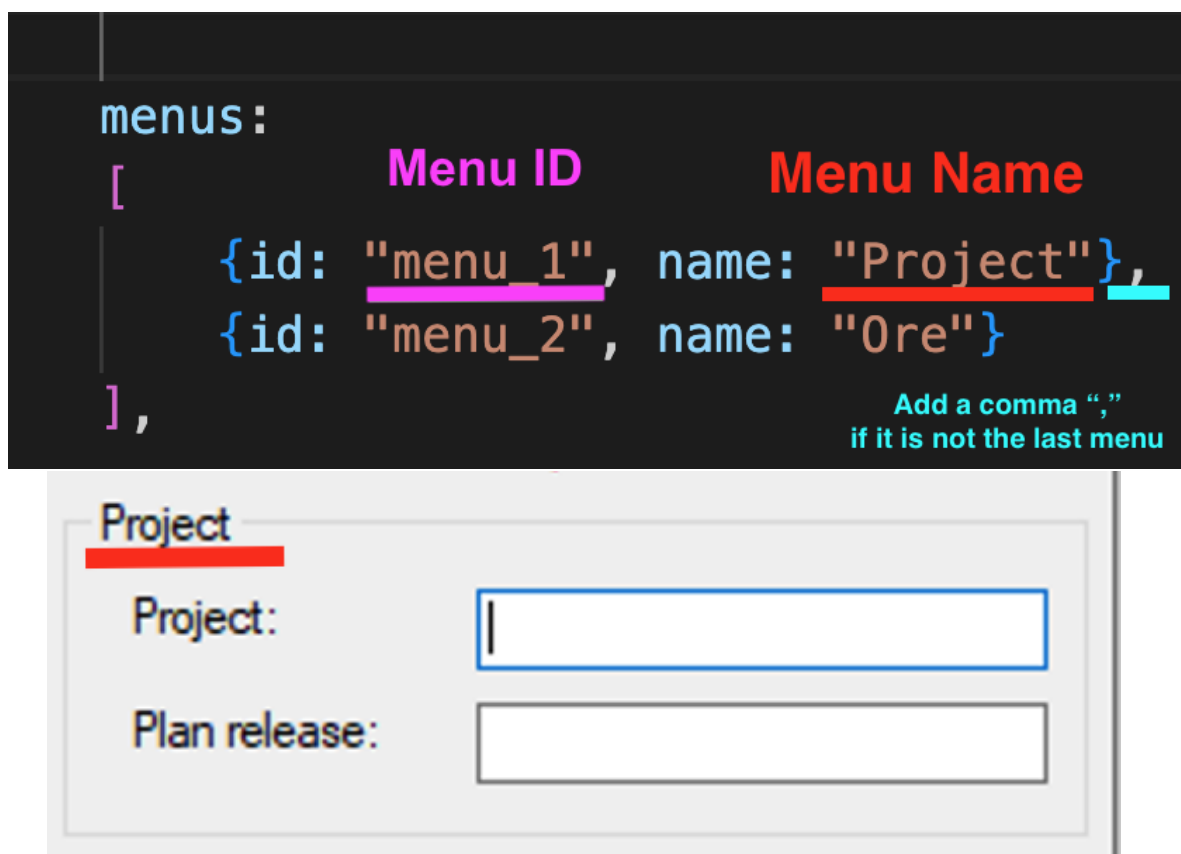 menus:
Menu ID Menu Name
[
{id: "menu_1", name: "Project"},
{id: "menu_2", name: "Ore"}
],
Add a comma “,”
if it is not the last menu
Project
Project:
Plan release: